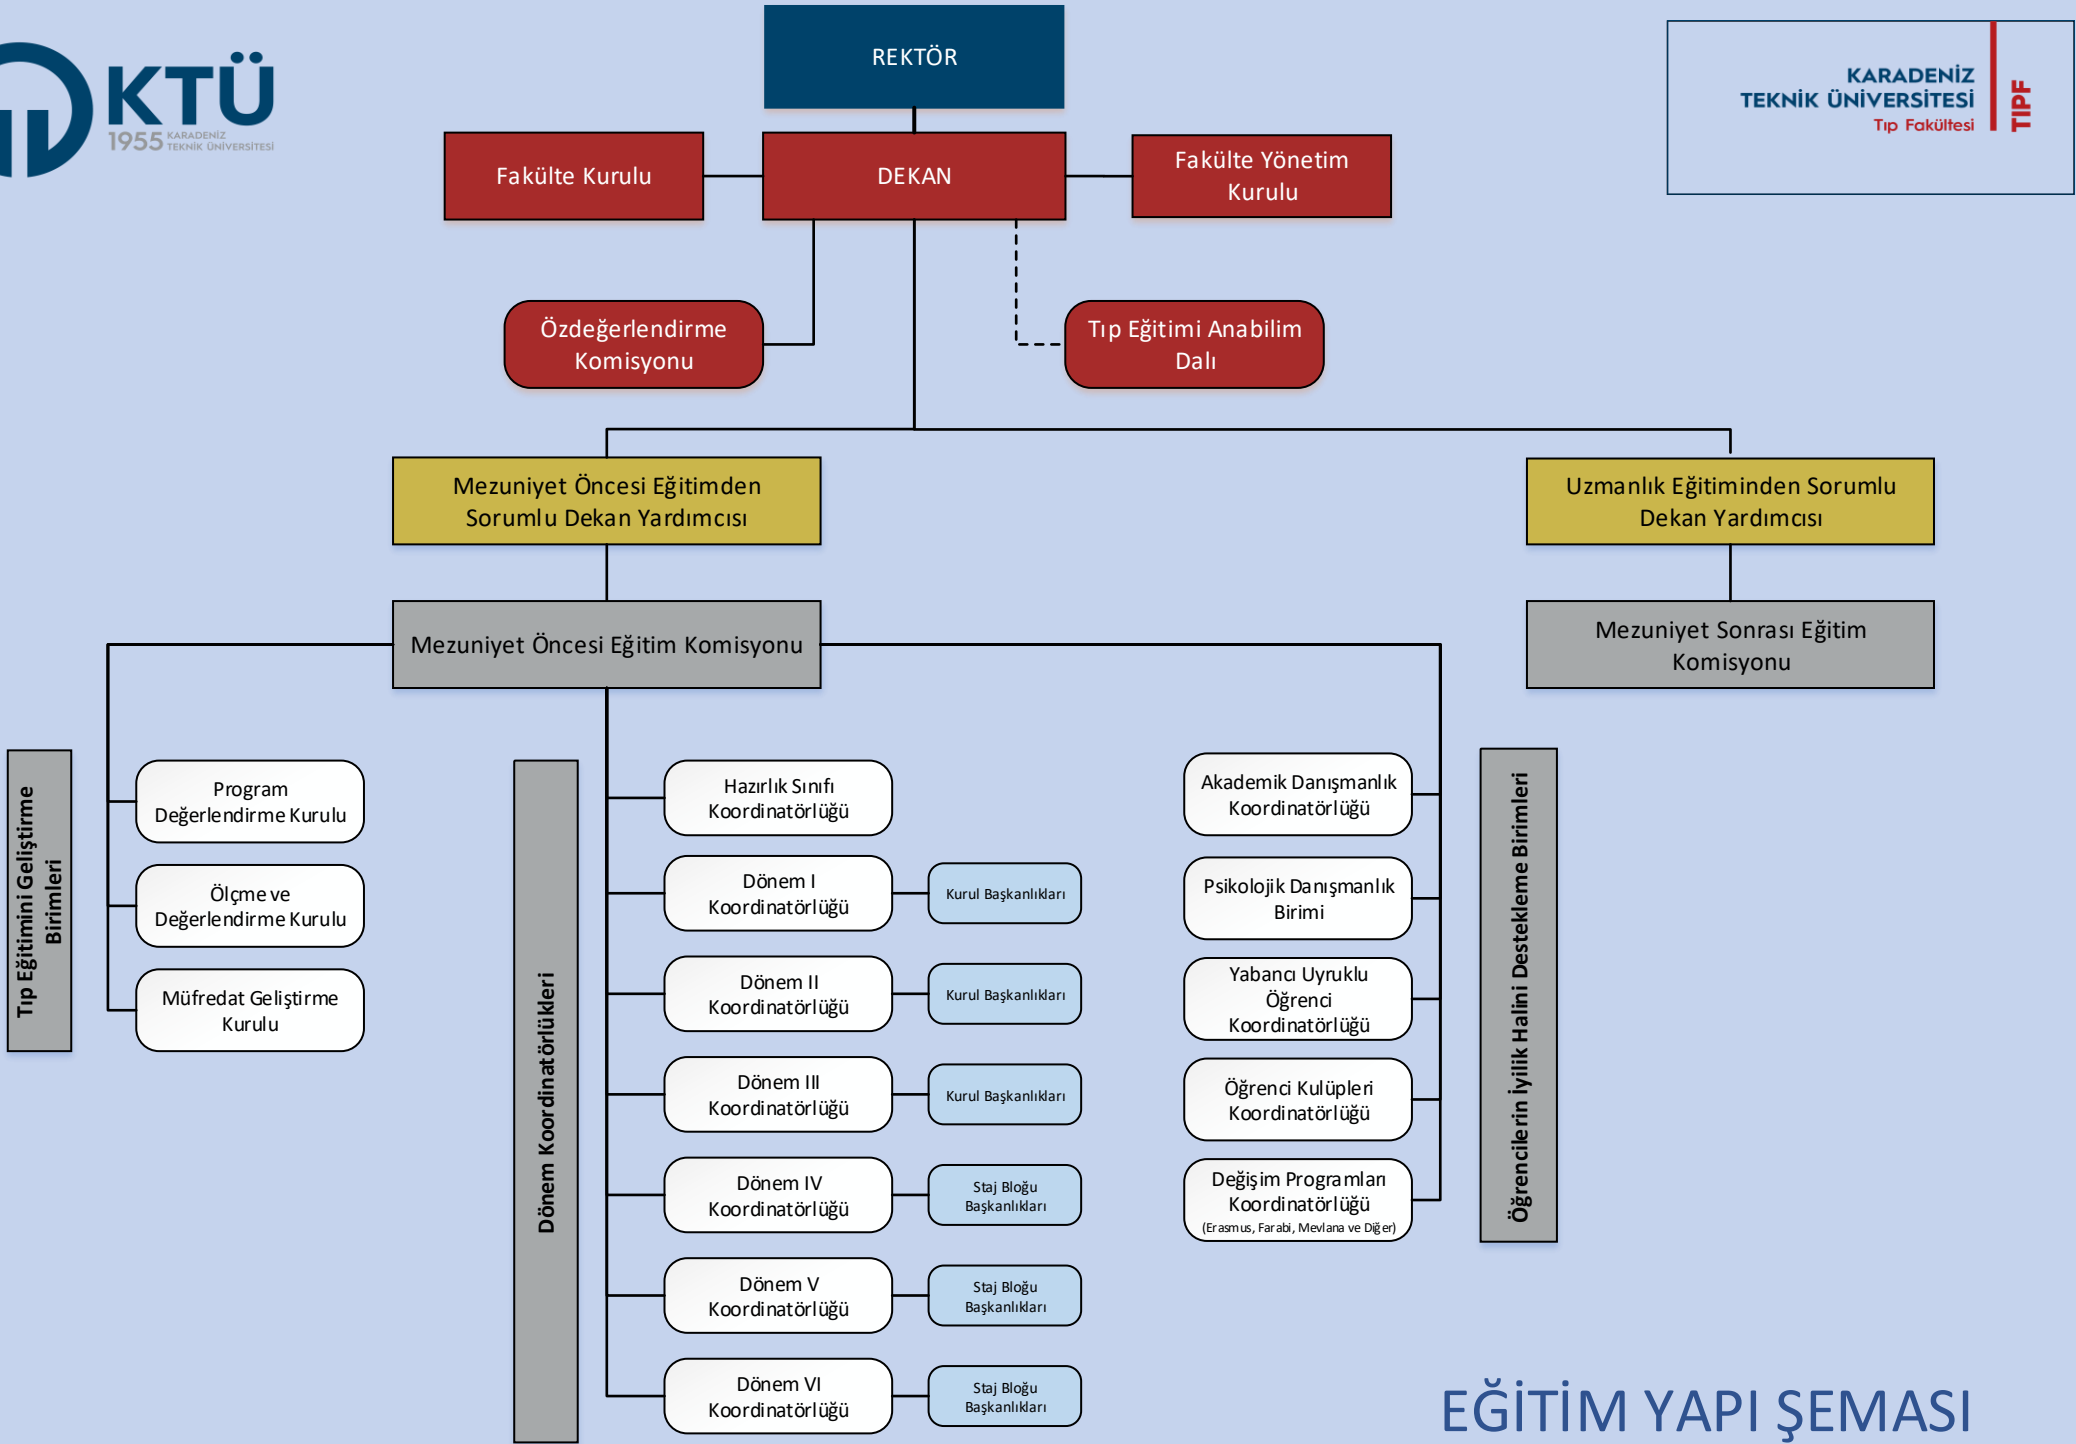 REKTÖR
KTÜ
1955 KARADENİZ
TEKNİK ÜNİVERSİTESİ
KARADENİZ
TEKNİK ÜNİVERSİTESİ
Tıp Fakültesi
TIPF
Fakülte Kurulu
DEKAN
Fakülte Yönetim
Kurulu
Özdeğerlendirme
Komisyonu
Tıp Eğitimi Anabilim
Dalı
Mezuniyet Öncesi Eğitimden
Sorumlu Dekan Yardımcısı
Uzmanlık Eğitiminden Sorumlu
Dekan Yardımcısı
Mezuniyet Öncesi Eğitim Komisyonu
Mezuniyet Sonrası Eğitim
Komisyonu
Tıp Eğitimini Geliştirme
Birimleri
Program
Değerlendirme Kurulu
Ölçme ve
Değerlendirme Kurulu
Müfredat Geliştirme
Kurulu
Dönem Koordinatörlükleri
Hazırlık Sınıfı
Koordinatörlüğü
Dönem I
Koordinatörlüğü
Kurul Başkanlıkları
Dönem II
Koordinatörlüğü
Kurul Başkanlıkları
Dönem III
Koordinatörlüğü
Kurul Başkanlıkları
Dönem IV
Koordinatörlüğü
Staj Bloğu
Başkanlıkları
Dönem V
Koordinatörlüğü
Staj Bloğu
Başkanlıkları
Dönem VI
Koordinatörlüğü
Staj Bloğu
Başkanlıkları
Akademik Danışmanlık
Koordinatörlüğü
Psikolojik Danışmanlık
Birimi
Yabancı Uyruklu
Öğrenci
Koordinatörlüğü
Öğrenci Kulüpleri
Koordinatörlüğü
Değişim Programları
Koordinatörlüğü
(Erasmus, Farabi, Mevlana ve Diğer)
Öğrencilerin İyilik Halini Destekleme Birimleri
EĞİTİM YAPI ŞEMASI